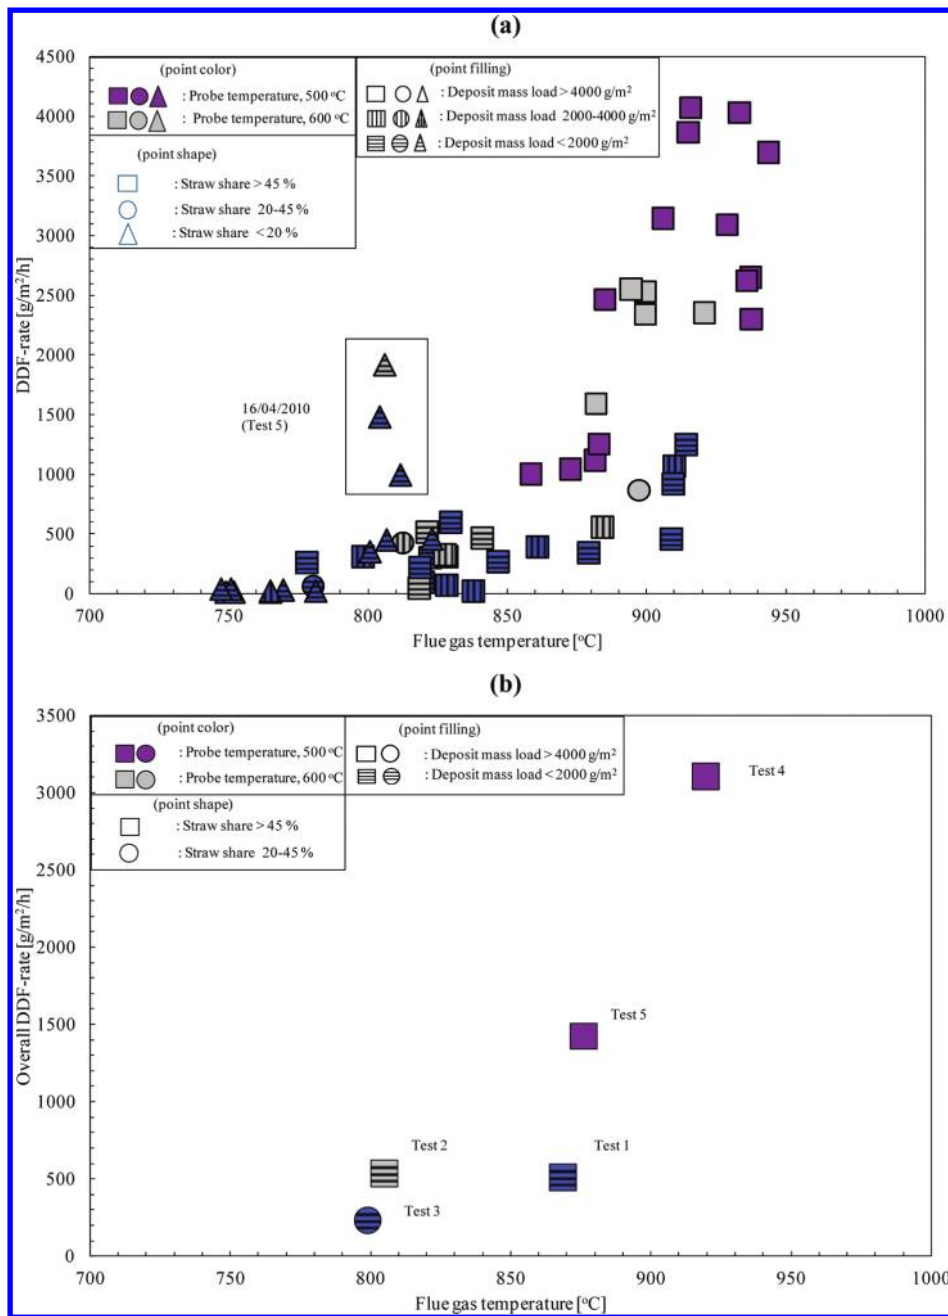 (a)
4500
4000
3500
3000
2500
2000
1500
1000
500
0
DDF-rate [g/m²/h]
(point color)
: Probe temperature, 500 °C
: Probe temperature, 600 °C
(point shape)
: Straw share > 45 %
: Straw share 20-45%
: Straw share < 20 %
(point filling)
: Deposit mass load > 4000 g/m²
: Deposit mass load 2000-4000 g/m²
: Deposit mass load < 2000 g/m²
16/04/2010
(Test 5)
700 750 800 850 900 950 1000
Flue gas temperature [°C]
(b)
3500
3000
2500
2000
1500
1000
500
0
Overall DDF-rate [g/m²/h]
(point color)
: Probe temperature, 500 °C
: Probe temperature, 600 °C
(point shape)
: Straw share > 45 %
: Straw share 20-45 %
(point filling)
: Deposit mass load > 4000 g/m²
: Deposit mass load < 2000 g/m²
Test 4
Test 5
Test 2
Test 1
Test 3
700 750 800 850 900 950 1000
Flue gas temperature [°C]